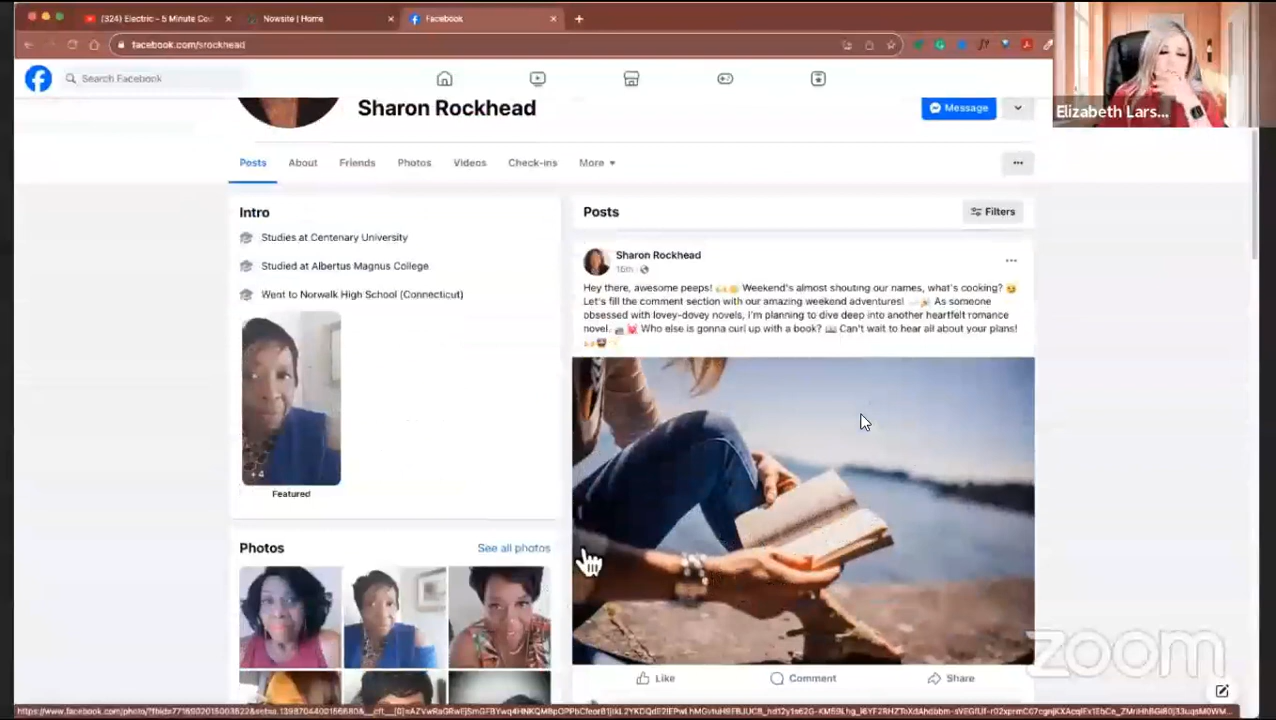 (324) Electric - 5 Minute Cou
Nowsite | Home
Facebook
facebook.com/srockhead
Search Facebook
Elizabeth Lars...
Sharon Rockhead
Message
Posts About Friends Photos Videos Check-ins More
Intro
Studies at Centenary University
Studied at Albertus Magnus College
Went to Norwalk High School (Connecticut)
+4
Featured
Photos
See all photos
Posts
Filters
Sharon Rockhead
16m
Hey there, awesome peeps! 🙌 Weekend's almost shouting our names, what's cooking?
Let's fill the comment section with our amazing weekend adventures! 🎉 As someone
obsessed with lovey-dovey novels, I'm planning to dive deep into another heartfelt romance
novel. 📚 💓 Who else is gonna curl up with a book? 📖 Can't wait to hear all about your plans!
Like Comment Share
zoom